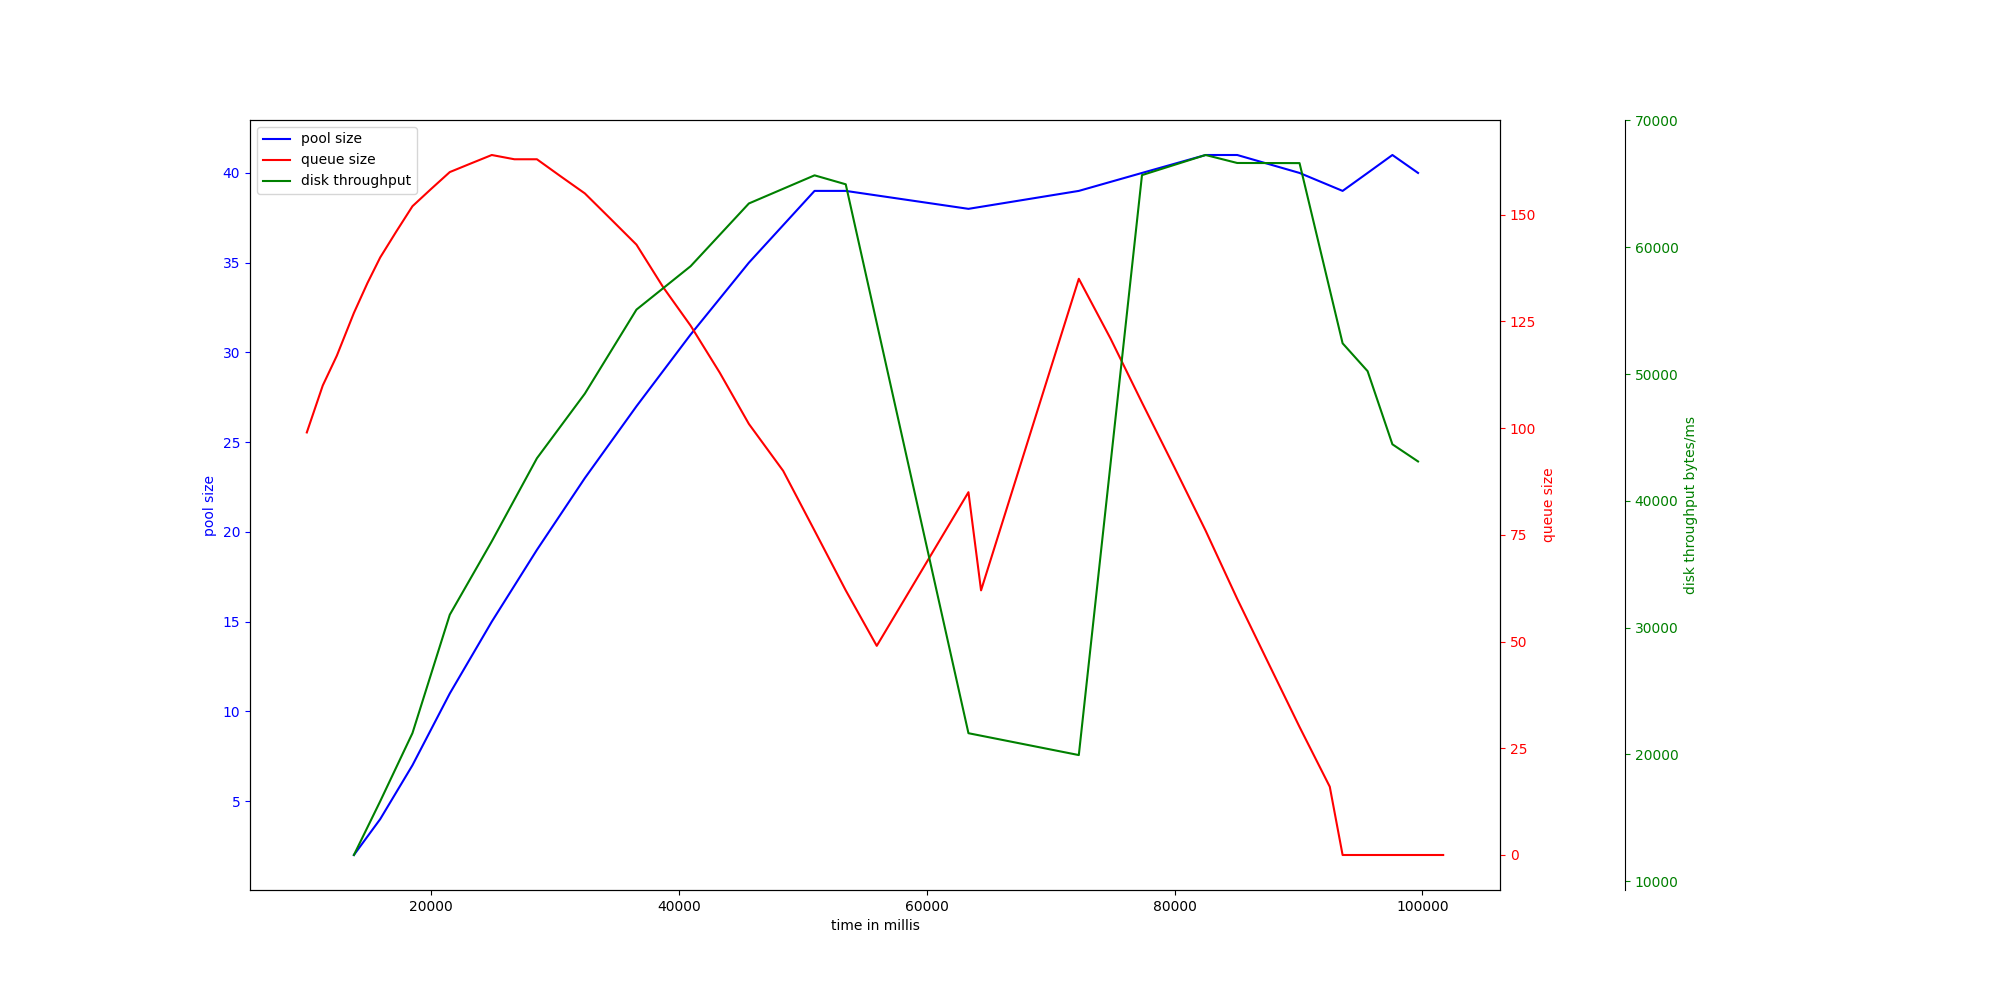 pool size
queue size
disk throughput
40
35
30
25
20
15
10
5
pool size
150
125
100
75
50
25
0
queue size
70000
60000
50000
40000
30000
20000
10000
disk throughput bytes/ms
20000 40000 60000 80000 100000
time in millis